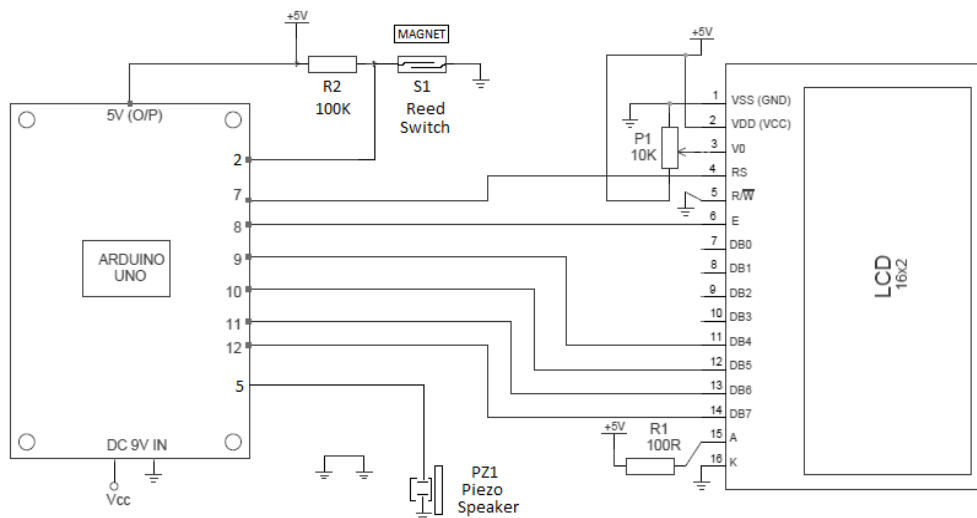 +5V
MAGNET
R2
100K
S1
Reed
Switch
5V (O/P)
2
7
8
9
10
11
12
5
ARDUINO
UNO
DC 9V IN
Vcc
PZ1
Piezo
Speaker
+5V
P1
10K
1 VSS (GND)
2 VDD (VCC)
3 V0
4 RS
5 R/W̅
6 E
7 DB0
8 DB1
9 DB2
10 DB3
11 DB4
12 DB5
13 DB6
14 DB7
15 A
16 K
+5V
R1
100R
LCD
16x2